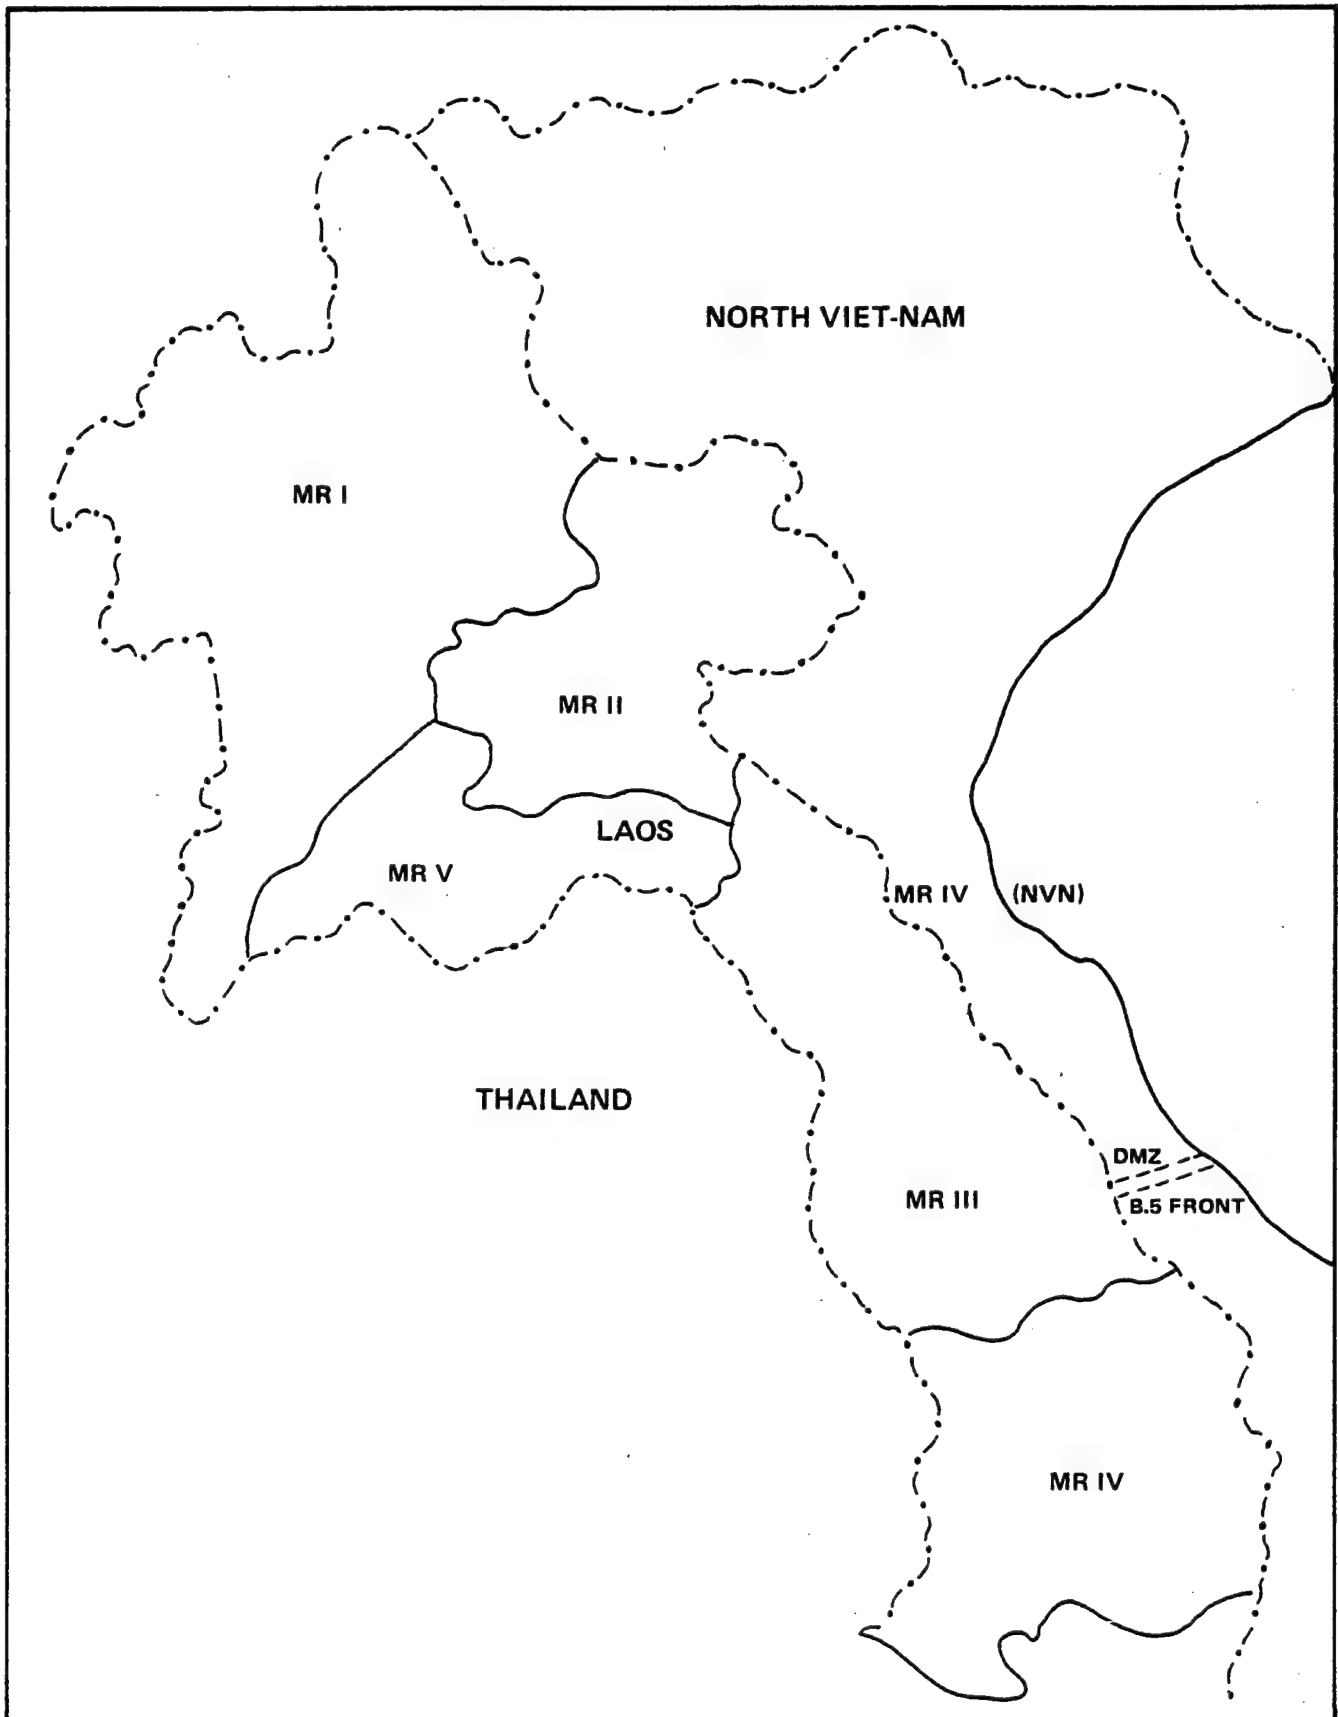 NORTH VIET-NAM
MR I
MR II
LAOS
MR V
MR IV (NVN)
THAILAND
DMZ
MR III
B.5 FRONT
MR IV